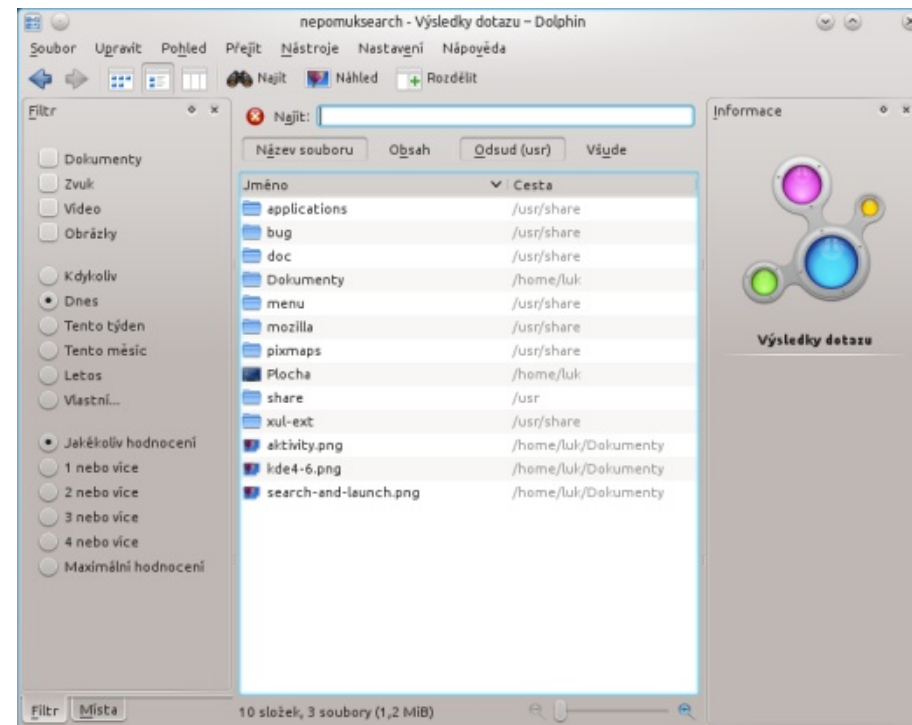 nepomuksearch - Výsledky dotazu – Dolphin
Soubor Upravit Pohled Přejít Nástroje Nastavení Nápověda
Najít Náhled Rozdělit
Filtr
Dokumenty
Zvuk
Video
Obrázky
Kdykoliv
Dnes
Tento týden
Tento měsíc
Letos
Vlastní...
Jakékoliv hodnocení
1 nebo více
2 nebo více
3 nebo více
4 nebo více
Maximální hodnocení
Filtr Místa
Najít:
Název souboru Obsah Odsud (usr) Všude
Jméno Cesta
applications /usr/share
bug /usr/share
doc /usr/share
Dokumenty /home/luk
menu /usr/share
mozilla /usr/share
pixmaps /usr/share
Plocha /home/luk
share /usr
xul-ext /usr/share
aktivity.png /home/luk/Dokumenty
kde4-6.png /home/luk/Dokumenty
search-and-launch.png /home/luk/Dokumenty
10 složek, 3 soubory (1,2 MiB)
Informace
Výsledky dotazu